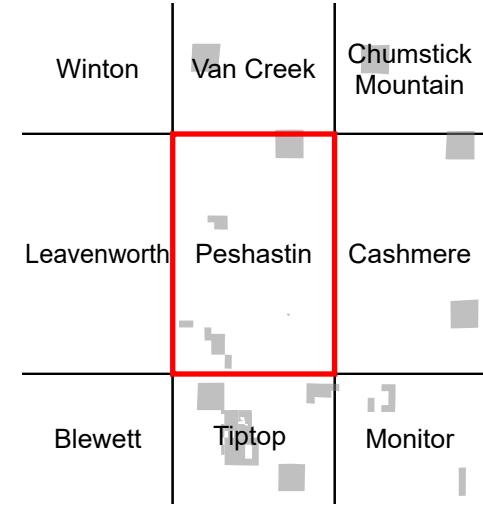 Winton
Van Creek
Chumstick
Mountain
Leavenworth
Peshastin
Cashmere
Blewett
Tiptop
Monitor